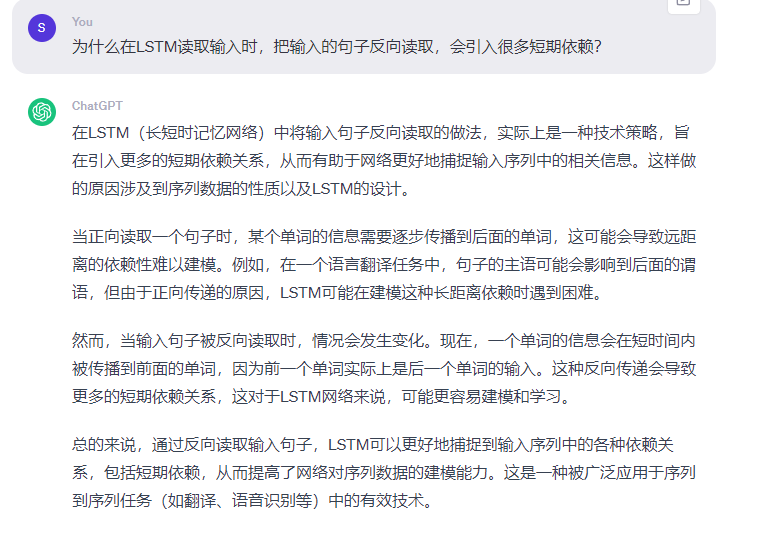 S
You
为什么在LSTM读取输入时，把输入的句子反向读取，会引入很多短期依赖？
ChatGPT
在LSTM（长短时记忆网络）中将输入句子反向读取的做法，实际上是一种技术策略，旨
在引入更多的短期依赖关系，从而有助于网络更好地捕捉输入序列中的相关信息。这样做
的原因涉及到序列数据的性质以及LSTM的设计。
当正向读取一个句子时，某个单词的信息需要逐步传播到后面的单词，这可能会导致远距
离的依赖性难以建模。例如，在一个语言翻译任务中，句子的主语可能会影响到后面的谓
语，但由于正向传递的原因，LSTM可能在建模这种长距离依赖时遇到困难。
然而，当输入句子被反向读取时，情况会发生变化。现在，一个单词的信息会在短时间内
被传播到前面的单词，因为前一个单词实际上是后一个单词的输入。这种反向传递会导致
更多的短期依赖关系，这对于LSTM网络来说，可能更容易建模和学习。
总的来说，通过反向读取输入句子，LSTM可以更好地捕捉到输入序列中的各种依赖关
系，包括短期依赖，从而提高了网络对序列数据的建模能力。这是一种被广泛应用于序列
到序列任务（如翻译、语音识别等）中的有效技术。